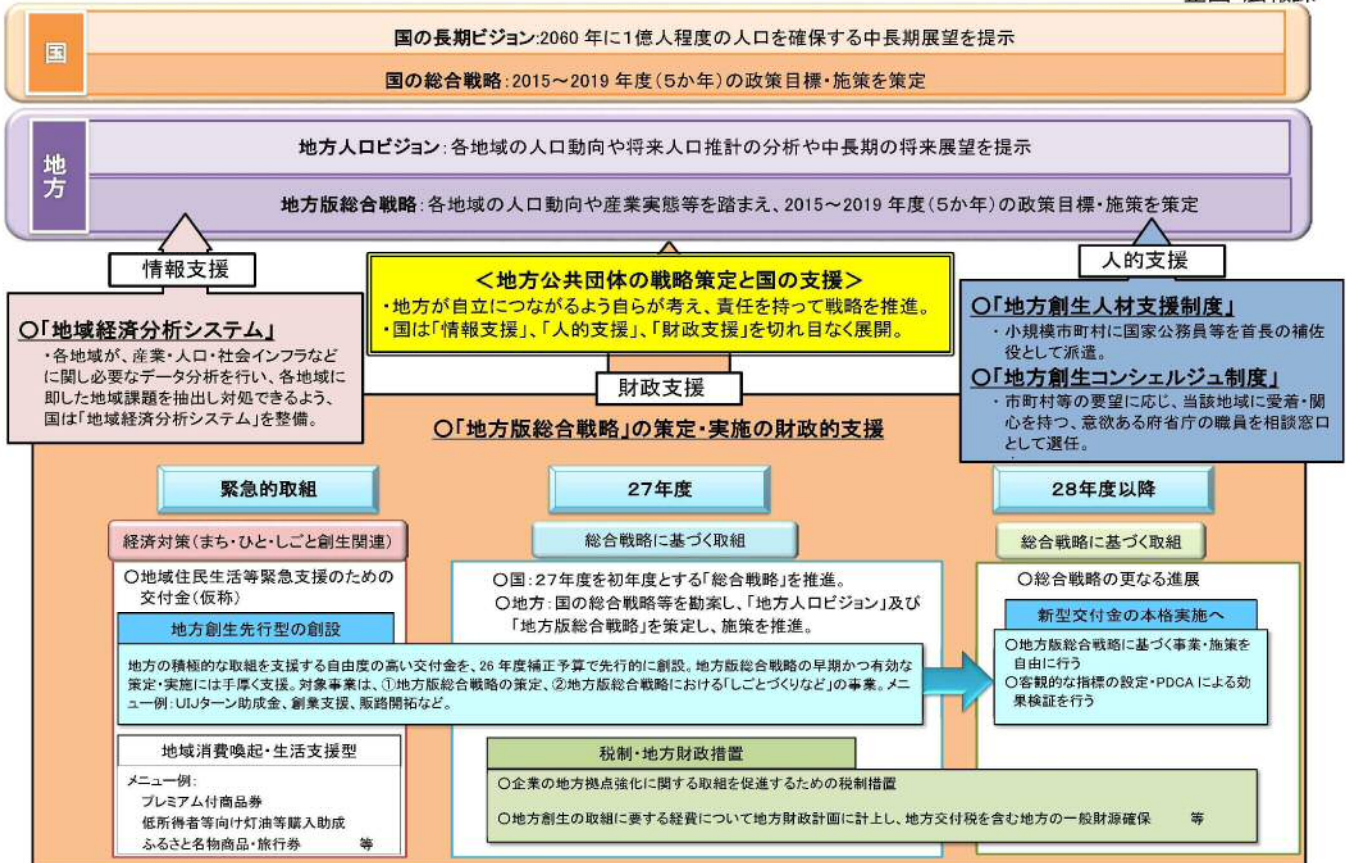 国
国の長期ビジョン:2060 年に1億人程度の人口を確保する中長期展望を提示
国の総合戦略:2015～2019 年度(5か年)の政策目標・施策を策定
地方
地方人口ビジョン:各地域の人口動向や将来人口推計の分析や中長期の将来展望を提示
地方版総合戦略:各地域の人口動向や産業実態等を踏まえ、2015～2019 年度(5か年)の政策目標・施策を策定
情報支援
○「地域経済分析システム」
・各地域が、産業・人口・社会インフラなど
に関し必要なデータ分析を行い、各地域に
即した地域課題を抽出し対処できるよう、
国は「地域経済分析システム」を整備。
<地方公共団体の戦略策定と国の支援>
・地方が自立につながるよう自らが考え、責任を持って戦略を推進。
・国は「情報支援」、「人的支援」、「財政支援」を切れ目なく展開。
人的支援
○「地方創生人材支援制度」
・小規模市町村に国家公務員等を首長の補佐
役として派遣。
○「地方創生コンシェルジュ制度」
・市町村等の要望に応じ、当該地域に愛着・関
心を持つ、意欲ある府省庁の職員を相談窓口
として選任。
財政支援
○「地方版総合戦略」の策定・実施の財政的支援
緊急的取組
経済対策(まち・ひと・しごと創生関連)
○地域住民生活等緊急支援のための
交付金(仮称)
地方創生先行型の創設
地方の積極的な取組を支援する自由度の高い交付金を、26 年度補正予算で先行的に創設。地方版総合戦略の早期かつ有効な
策定・実施には手厚く支援。対象事業は、①地方版総合戦略の策定、②地方版総合戦略における「しごとづくりなど」の事業。メニ
ュー例:UIJターン助成金、創業支援、販路開拓など。
地域消費喚起・生活支援型
メニュー例:
プレミアム付商品券
低所得者等向け灯油等購入助成
ふるさと名物商品・旅行券 等
27年度
総合戦略に基づく取組
○国:27年度を初年度とする「総合戦略」を推進。
○地方:国の総合戦略等を勘案し、「地方人口ビジョン」及び
「地方版総合戦略」を策定し、施策を推進。
税制・地方財政措置
○企業の地方拠点強化に関する取組を促進するための税制措置
○地方創生の取組に要する経費について地方財政計画に計上し、地方交付税を含む地方の一般財源確保 等
28年度以降
総合戦略に基づく取組
○総合戦略の更なる進展
新型交付金の本格実施へ
○地方版総合戦略に基づく事業・施策を
自由に行う
○客観的な指標の設定・PDCA による効
果検証を行う